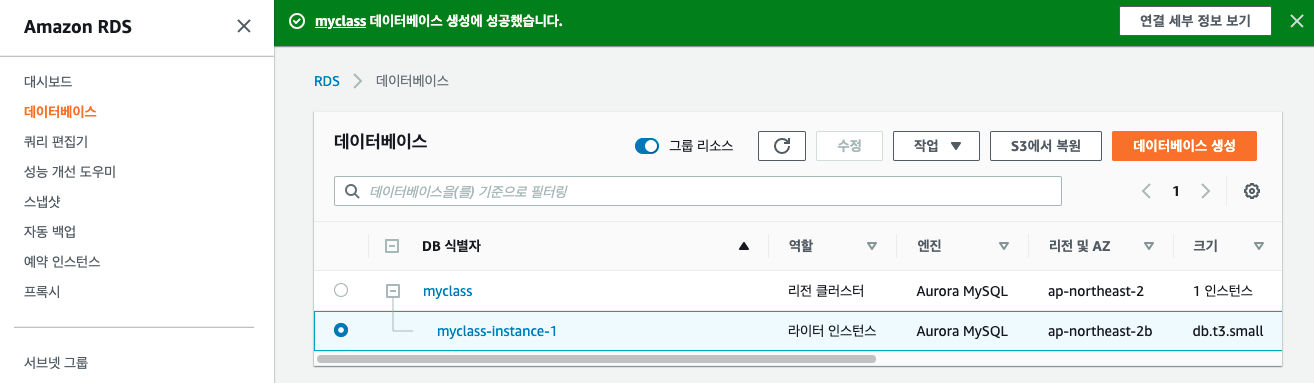 Amazon RDS
대시보드
데이터베이스
쿼리 편집기
성능 개선 도우미
스냅샷
자동 백업
예약 인스턴스
프록시
서브넷 그룹
myclass 데이터베이스 생성에 성공했습니다.
연결 세부 정보 보기
RDS 데이터베이스
데이터베이스
그룹 리소스
수정
작업
S3에서 복원
데이터베이스 생성
데이터베이스을(를) 기준으로 필터링
1
DB 식별자 역할 엔진 리전 및 AZ 크기
myclass 리전 클러스터 Aurora MySQL ap-northeast-2 1 인스턴스
myclass-instance-1 라이터 인스턴스 Aurora MySQL ap-northeast-2b db.t3.small